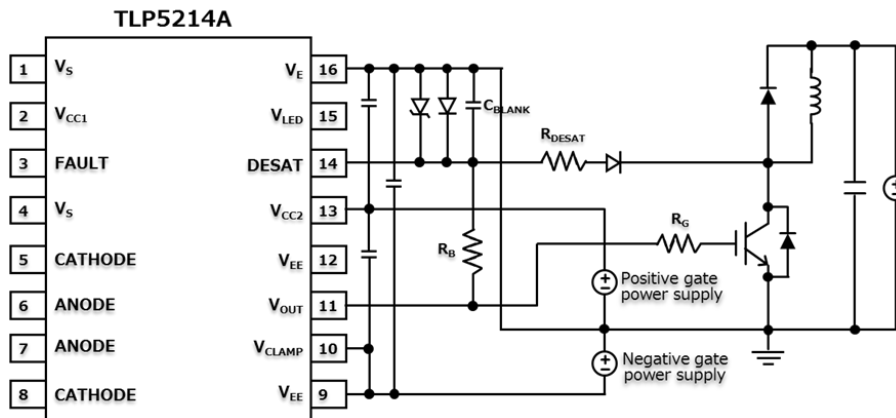 TLP5214A
1 VS VE 16
2 VCC1 VLED 15
3 FAULT DESAT 14
4 VS VCC2 13
5 CATHODE VEE 12
6 ANODE VOUT 11
7 ANODE VCLAMP 10
8 CATHODE VEE 9
CBLANK
RDESAT
RB
RG
Positive gate
power supply
Negative gate
power supply